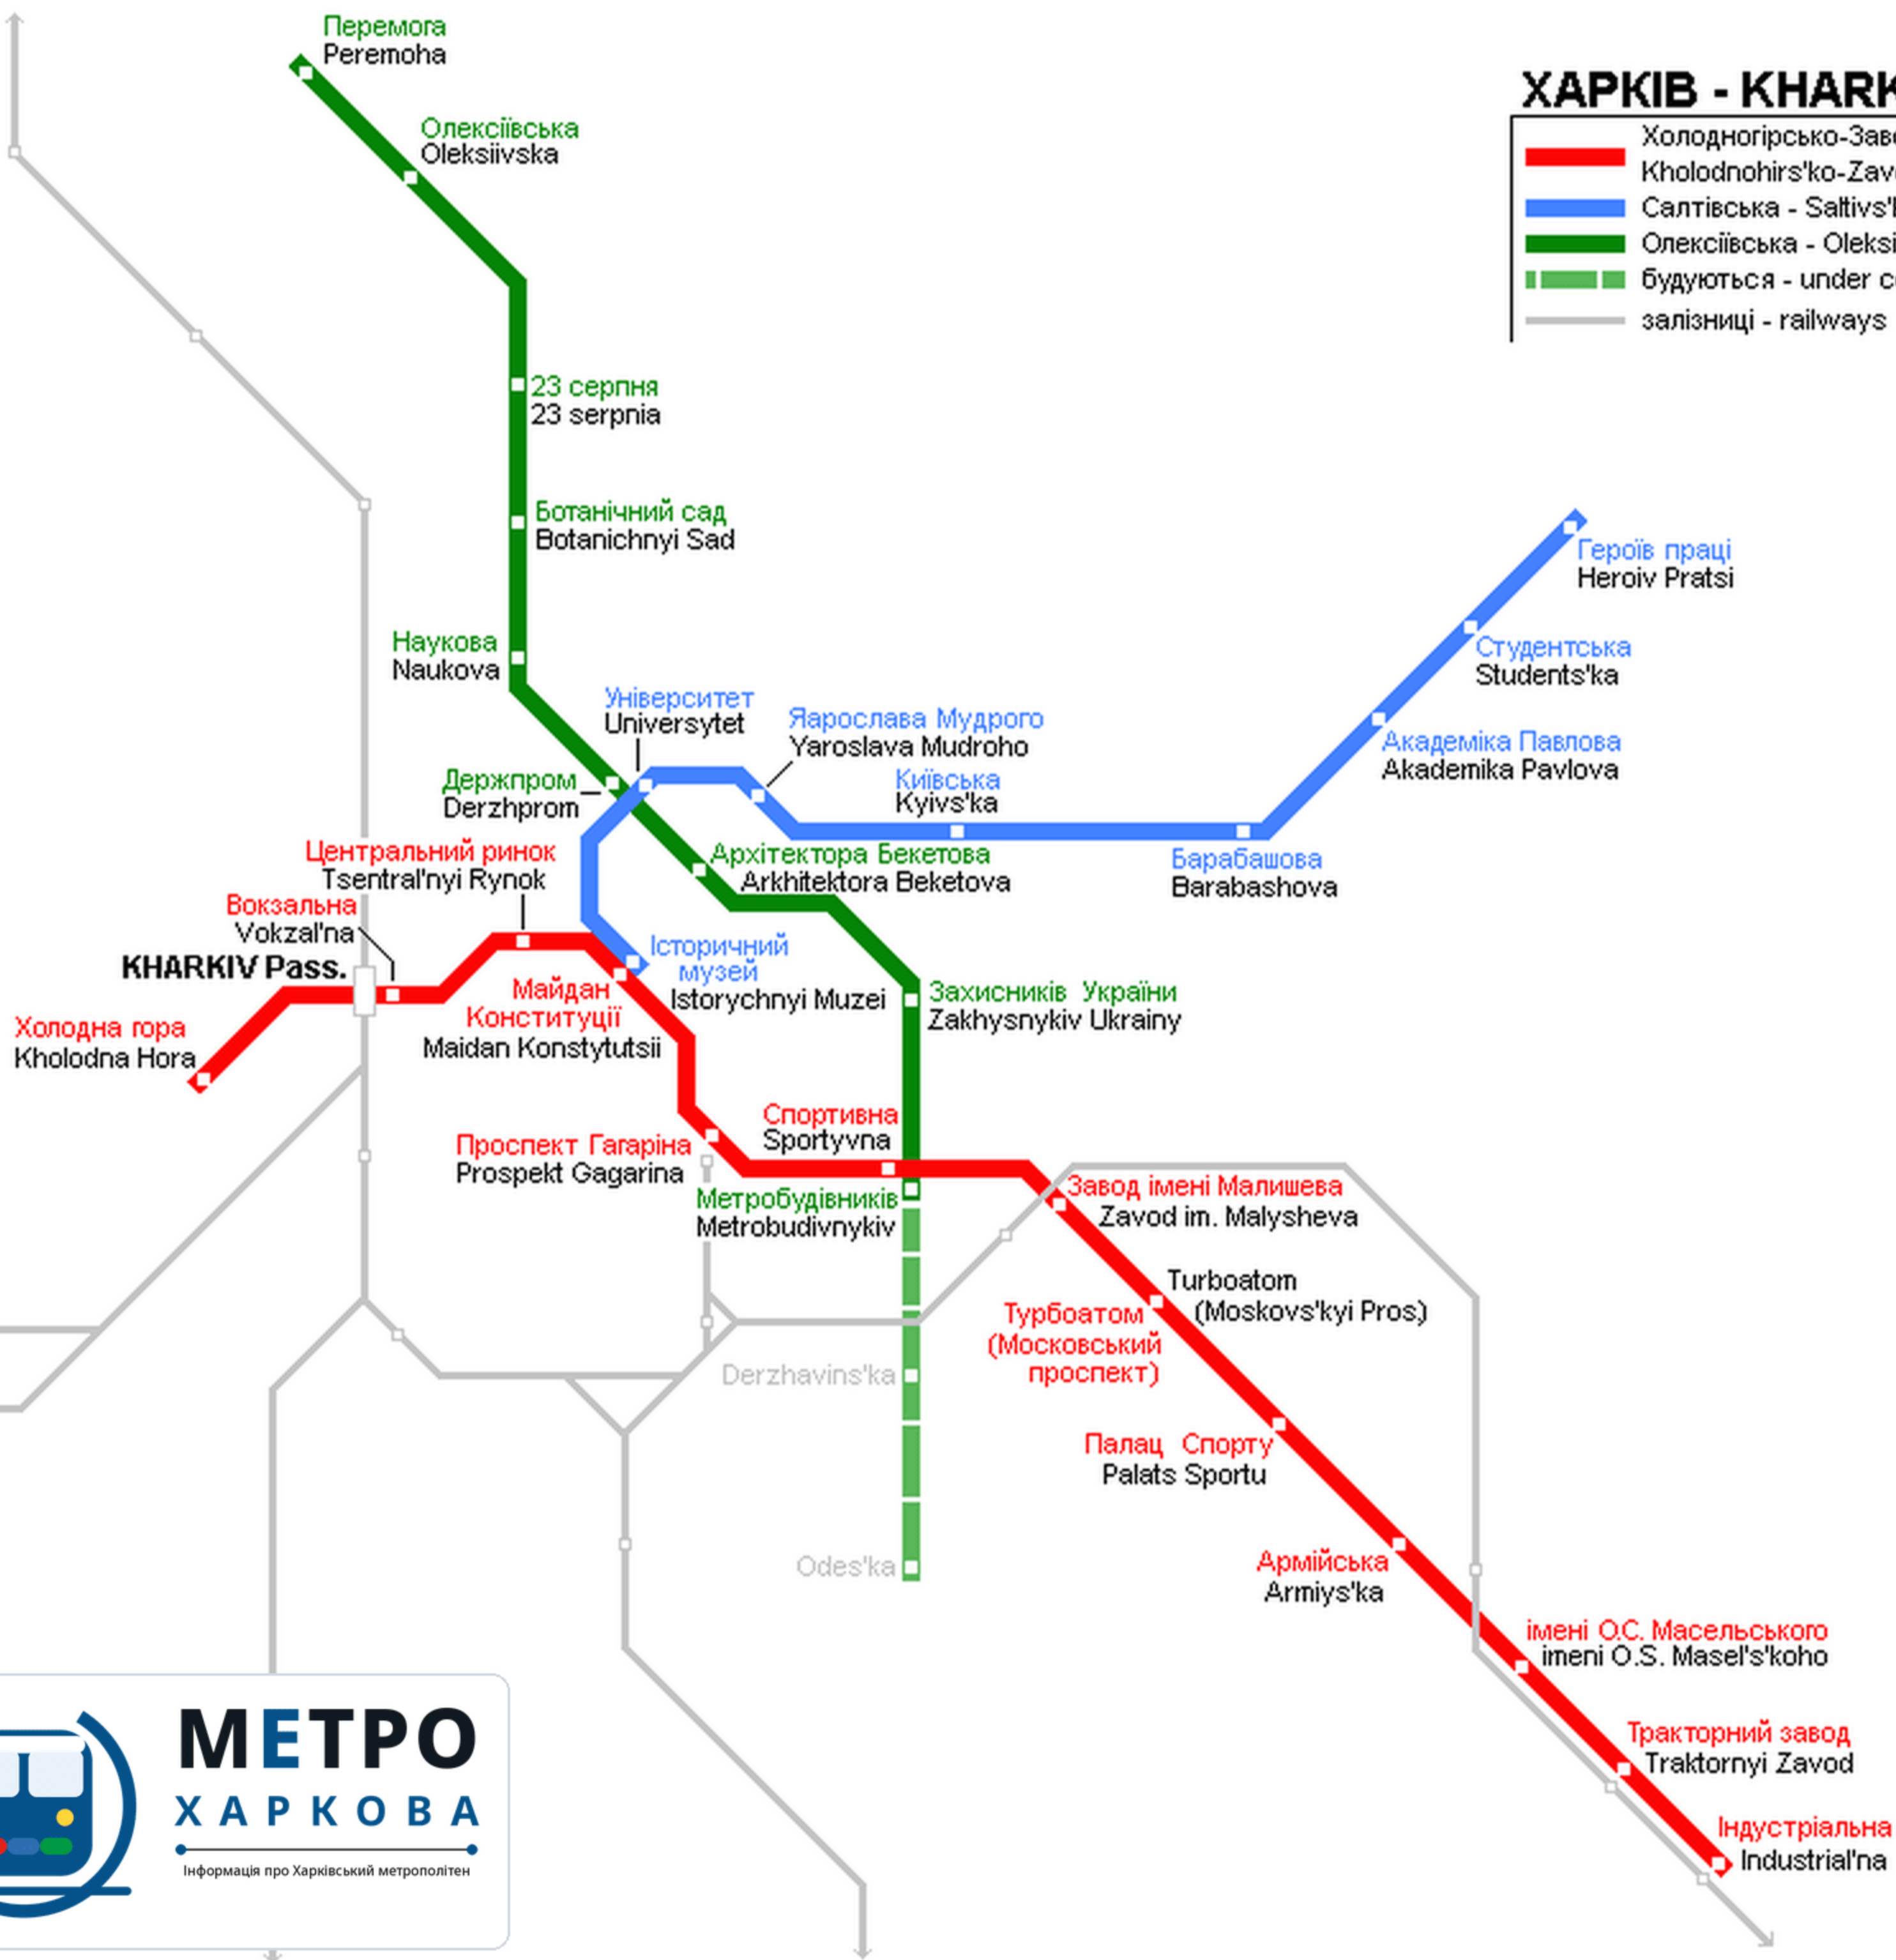 Перемога
Peremoha
Олексіївська
Oleksiivska
ХАРКІВ - KHARK
Холодногірсько-Заво
Kholodnohirs'ko-Zavo
Салтівська - Saltivs'k
Олексіївська - Oleksi
будуються - under co
залізниці - railways
23 серпня
23 serpnia
Ботанічний сад
Botanichnyi Sad
Наукова
Naukova
Героїв праці
Heroiv Pratsi
Студентська
Students'ka
Академіка Павлова
Akademika Pavlova
Університет
Universytet
Яарослава Мудрого
Yaroslava Mudroho
Київська
Kyivs'ka
Барабашова
Barabashova
Держпром
Derzhprom
Архітектора Бекетова
Arkhitektora Beketova
Центральний ринок
Tsentral'nyi Rynok
Вокзальна
Vokzal'na
KHARKIV Pass.
Холодна гора
Kholodna Hora
Історичний
музей
Istorychnyi Muzei
Майдан
Конституції
Maidan Konstytutsii
Захисників Україны
Zakhysnykiv Ukrainy
Проспект Гагаріна
Prospekt Gagarina
Спортивна
Sportyvna
Метробудівників
Metrobudivnykiv
Завод імені Малишева
Zavod im. Malysheva
Turboatom
(Moskovs'kyi Pros.)
Турбоатом
(Московський
проспект)
Derzhavins'ka
Палац Спорту
Palats Sportu
Odes'ka
Армійська
Armiys'ka
імені О.С. Масельського
imeni O.S. Masel's'koho
Тракторний завод
Traktornyi Zavod
Індустріальна
Industrial'na
МЕТРО
ХАРКОВА
Інформація про Харківський метрополітен